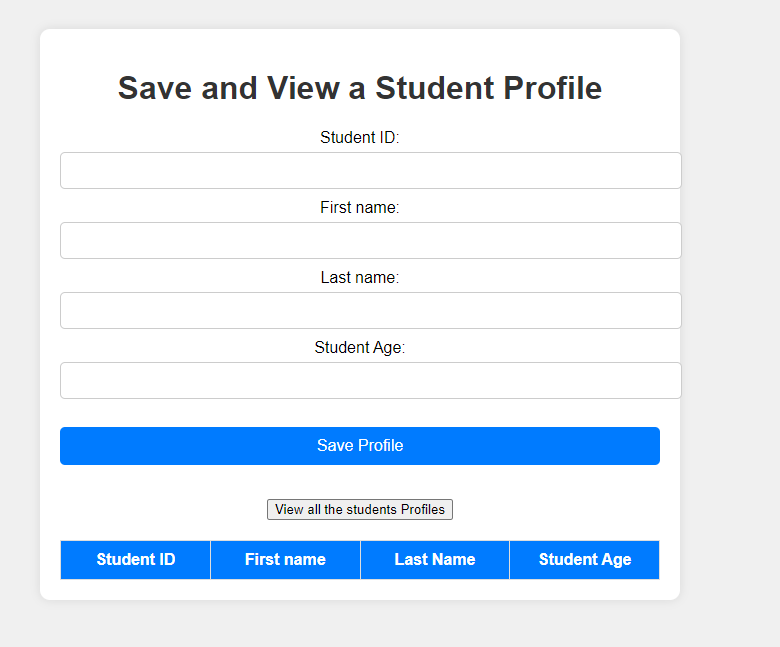 Save and View a Student Profile
Student ID:
First name:
Last name:
Student Age:
Save Profile
View all the students Profiles
Student ID First name Last Name Student Age